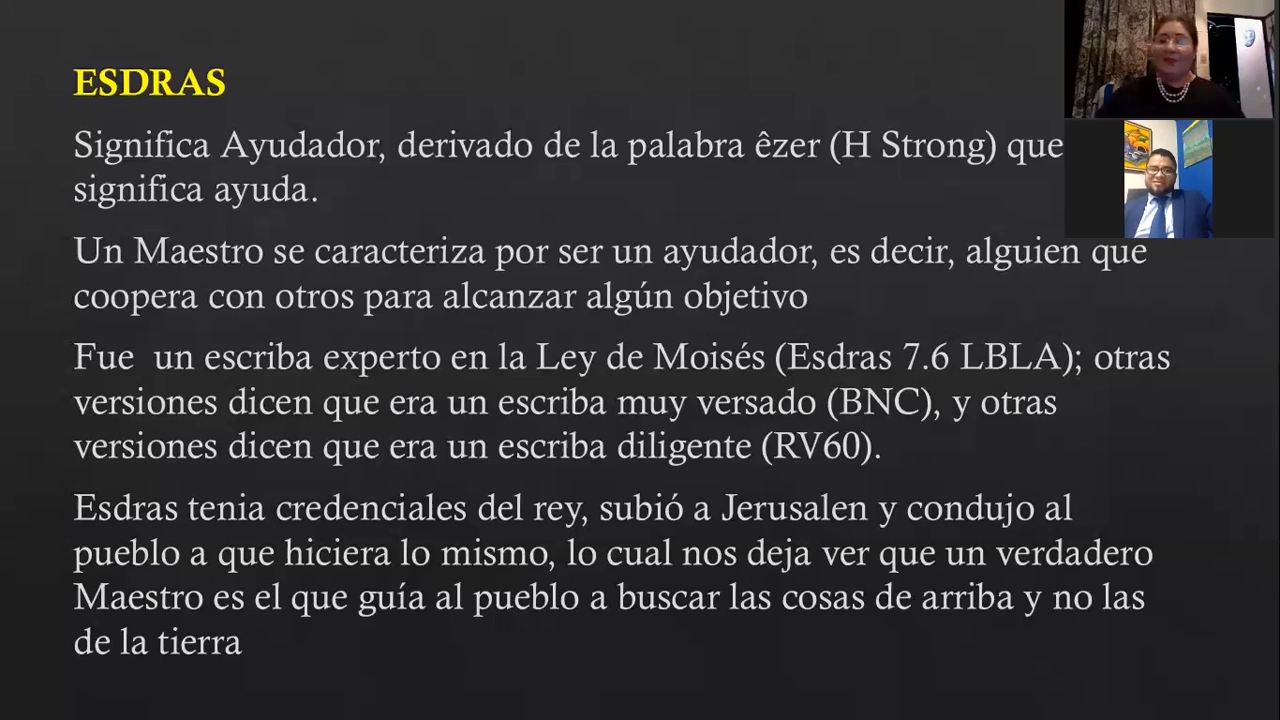 ESDRAS
Significa Ayudador, derivado de la palabra êzer (H Strong) que
significa ayuda.
Un Maestro se caracteriza por ser un ayudador, es decir, alguien que
coopera con otros para alcanzar algún objetivo
Fue  un escriba experto en la Ley de Moisés (Esdras 7.6 LBLA); otras
versiones dicen que era un escriba muy versado (BNC), y otras
versiones dicen que era un escriba diligente (RV60).
Esdras tenia credenciales del rey, subió a Jerusalen y condujo al
pueblo a que hiciera lo mismo, lo cual nos deja ver que un verdadero
Maestro es el que guía al pueblo a buscar las cosas de arriba y no las
de la tierra